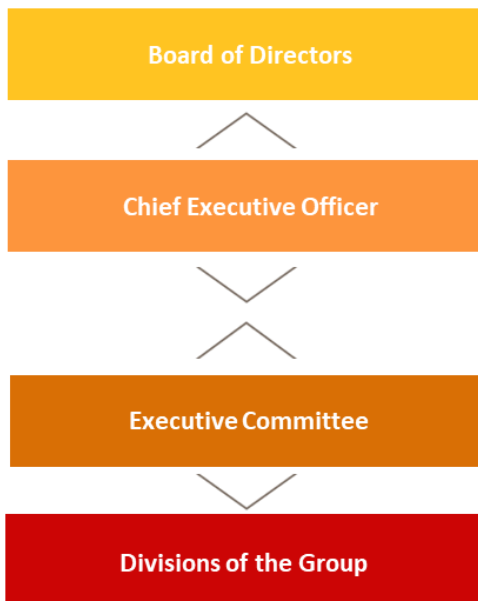 Board of Directors
Chief Executive Officer
Executive Committee
Divisions of the Group